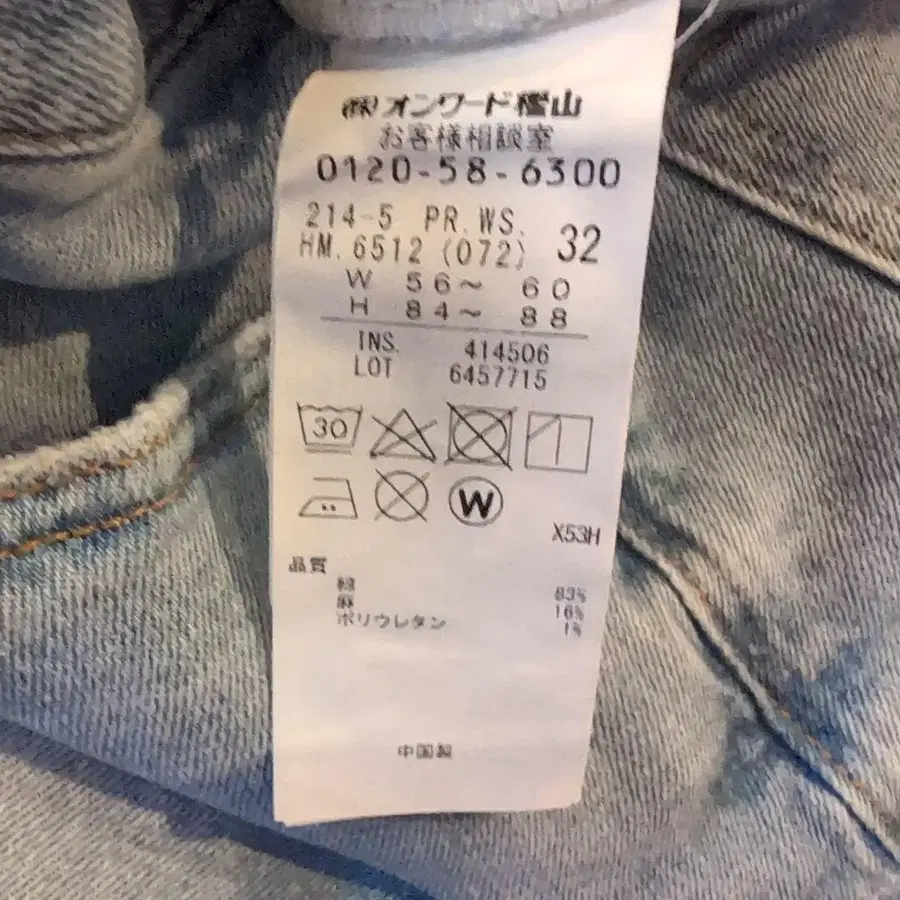 ㈱オンワード樫山
お客様相談室
0120-58-6300
214-5 PR.WS.
HM.6512 (072) 32
W 56~ 60
H 84~ 88
INS. 414506
LOT 6457715
30
W
X53H
品質
綿 83%
麻 16%
ポリウレタン 1%
中国製